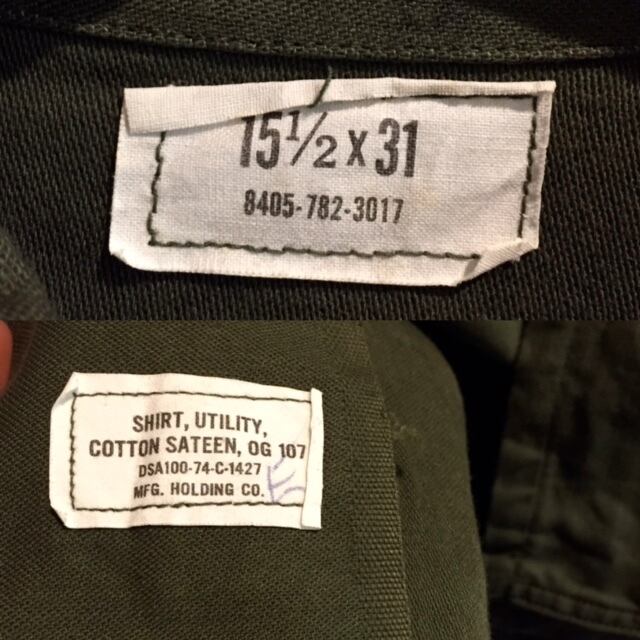 15½ X 31
8405-782-3017
SHIRT, UTILITY,
COTTON SATEEN, OG 107
DSA100-74-C-1427
MFG. HOLDING CO.